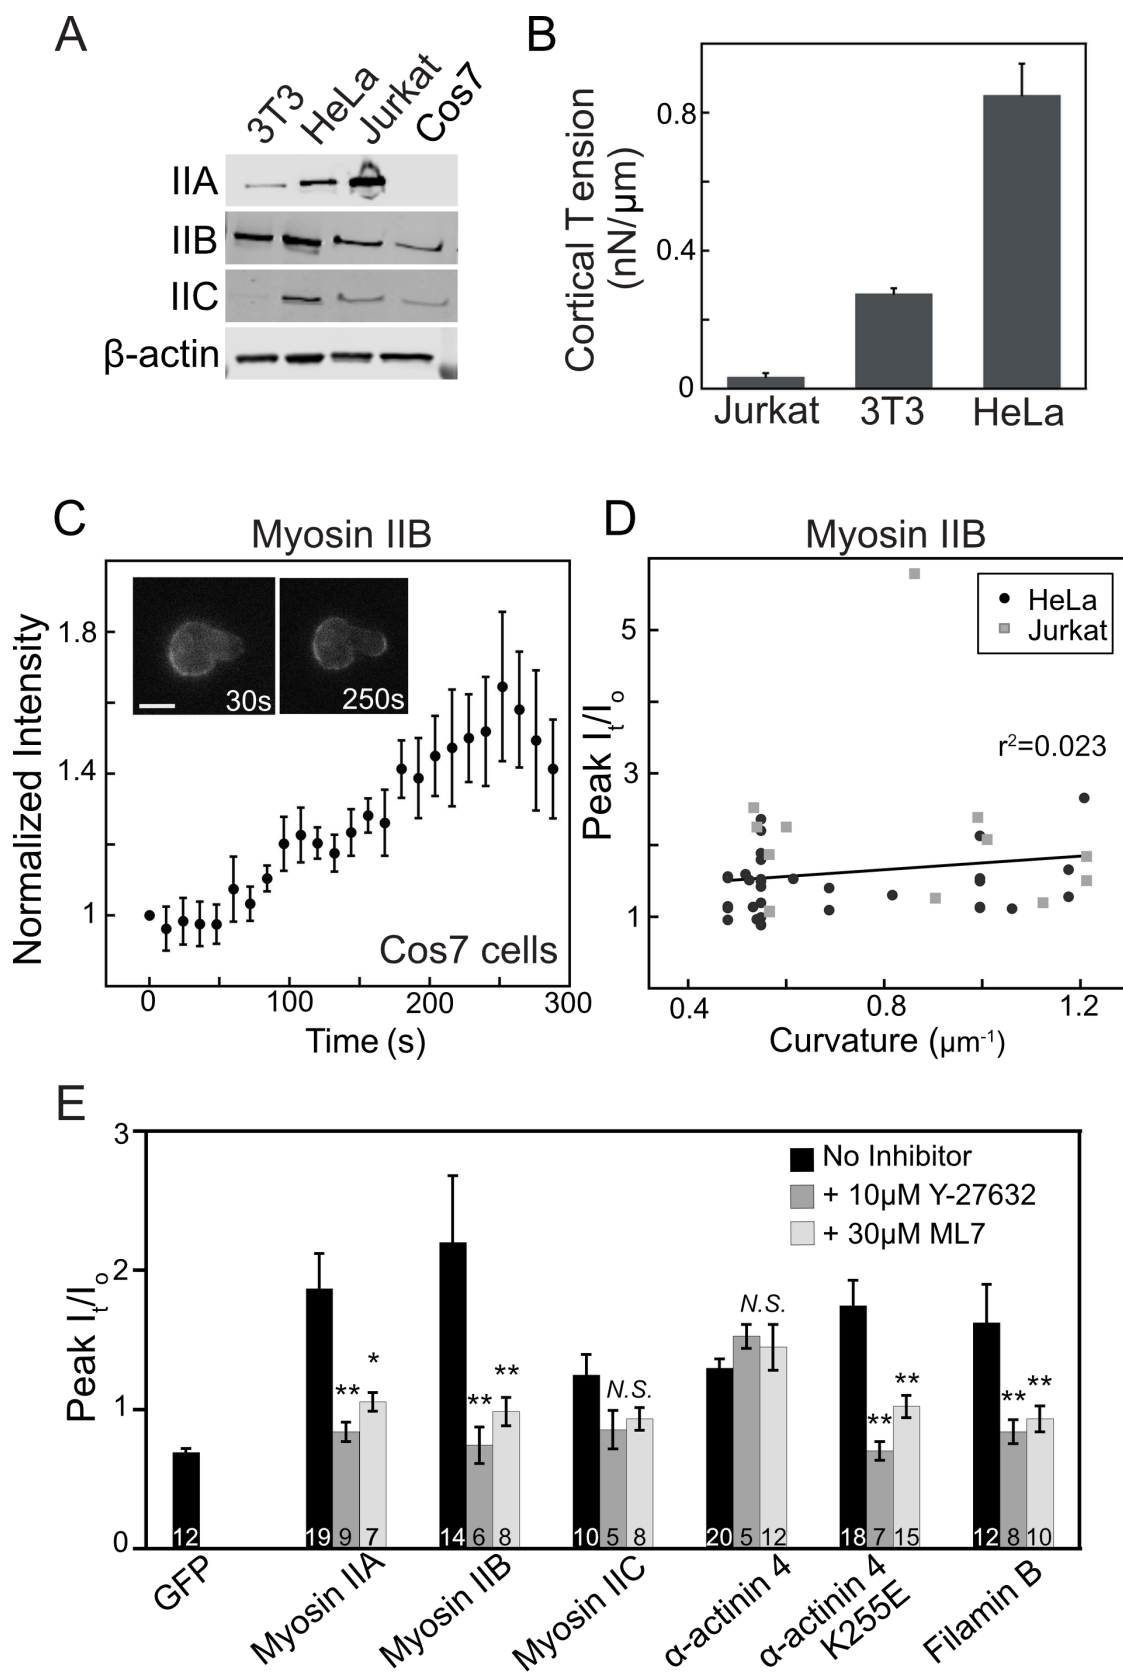 A
3T3
HeLa
Jurkat
Cos7
IIA
IIB
IIC
β-actin
B
Cortical Tension
(nN/µm)
0.8
0.4
0
Jurkat
3T3
HeLa
C
Myosin IIB
Normalized Intensity
1.8
1.4
1
30s
250s
Cos7 cells
0
100
200
300
Time (s)
D
Myosin IIB
Peak It/Io
5
3
1
HeLa
Jurkat
r²=0.023
0.4
0.8
1.2
Curvature (µm⁻¹)
E
Peak It/Io
3
2
1
0
No Inhibitor
+ 10µM Y-27632
+ 30µM ML7
** *
** **
N.S.
N.S.
** **
** **
12
19 9 7
14 6 8
10 5 8
20 5 12
18 7 15
12 8 10
GFP
Myosin IIA
Myosin IIB
Myosin IIC
α-actinin 4
α-actinin 4
K255E
Filamin B